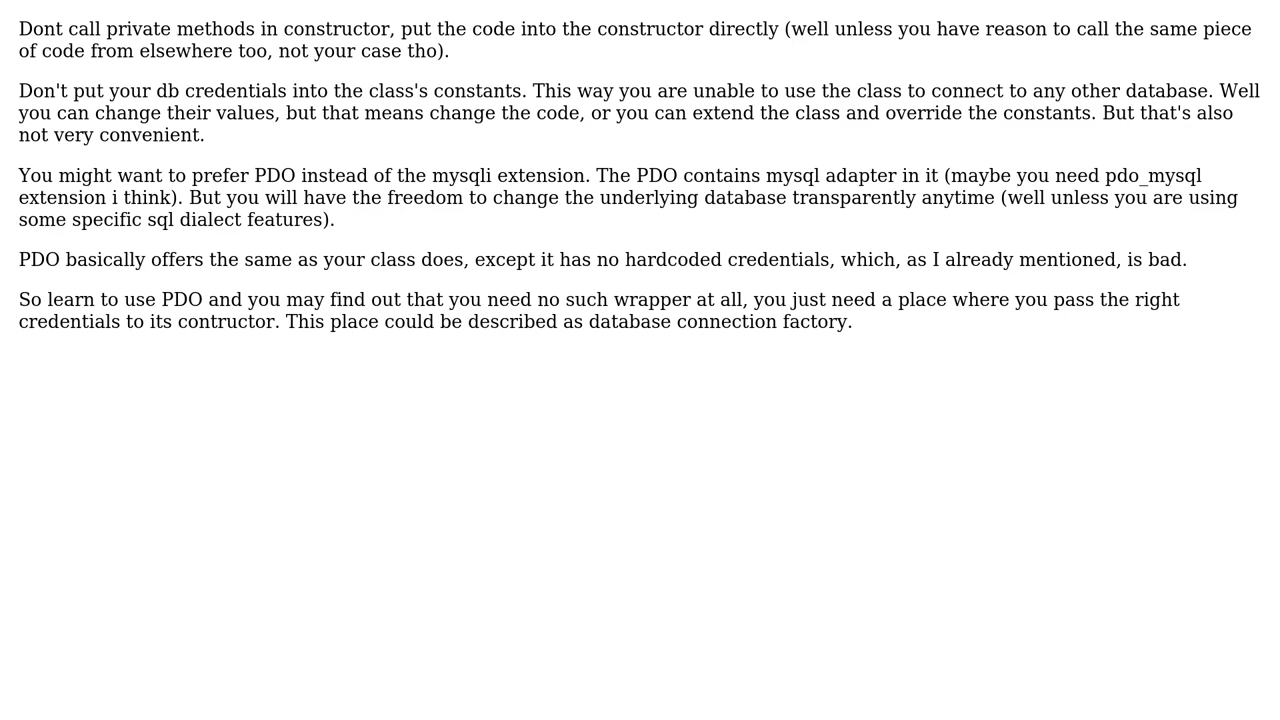 Dont call private methods in constructor, put the code into the constructor directly (well unless you have reason to call the same piece
of code from elsewhere too, not your case tho).
Don't put your db credentials into the class's constants. This way you are unable to use the class to connect to any other database. Well
you can change their values, but that means change the code, or you can extend the class and override the constants. But that's also
not very convenient.
You might want to prefer PDO instead of the mysqli extension. The PDO contains mysql adapter in it (maybe you need pdo_mysql
extension i think). But you will have the freedom to change the underlying database transparently anytime (well unless you are using
some specific sql dialect features).
PDO basically offers the same as your class does, except it has no hardcoded credentials, which, as I already mentioned, is bad.
So learn to use PDO and you may find out that you need no such wrapper at all, you just need a place where you pass the right
credentials to its contructor. This place could be described as database connection factory.